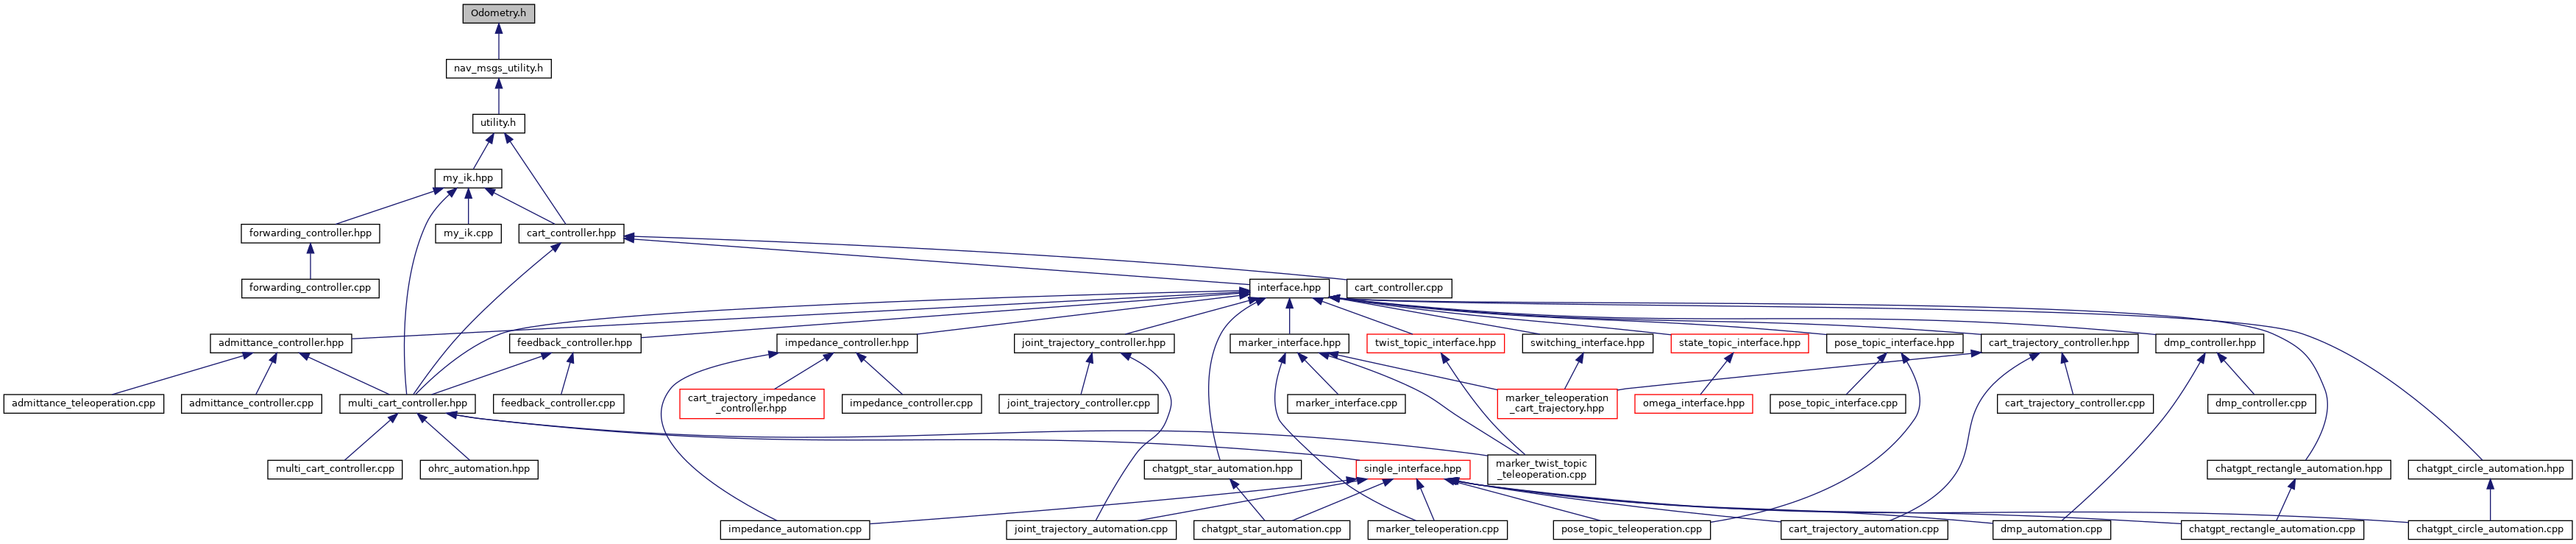 Odometry.h
nav_msgs_utility.h
utility.h
my_ik.hpp
forwarding_controller.hpp
my_ik.cpp
cart_controller.hpp
forwarding_controller.cpp
interface.hpp
cart_controller.cpp
admittance_controller.hpp
feedback_controller.hpp
impedance_controller.hpp
joint_trajectory_controller.hpp
marker_interface.hpp
twist_topic_interface.hpp
switching_interface.hpp
state_topic_interface.hpp
pose_topic_interface.hpp
cart_trajectory_controller.hpp
dmp_controller.hpp
admittance_teleoperation.cpp
admittance_controller.cpp
multi_cart_controller.hpp
feedback_controller.cpp
cart_trajectory_impedance
_controller.hpp
impedance_controller.cpp
joint_trajectory_controller.cpp
marker_interface.cpp
marker_teleoperation
_cart_trajectory.hpp
omega_interface.hpp
pose_topic_interface.cpp
cart_trajectory_controller.cpp
dmp_controller.cpp
multi_cart_controller.cpp
ohrc_automation.hpp
chatgpt_star_automation.hpp
single_interface.hpp
marker_twist_topic
_teleoperation.cpp
chatgpt_rectangle_automation.hpp
chatgpt_circle_automation.hpp
impedance_automation.cpp
joint_trajectory_automation.cpp
chatgpt_star_automation.cpp
marker_teleoperation.cpp
pose_topic_teleoperation.cpp
cart_trajectory_automation.cpp
dmp_automation.cpp
chatgpt_rectangle_automation.cpp
chatgpt_circle_automation.cpp